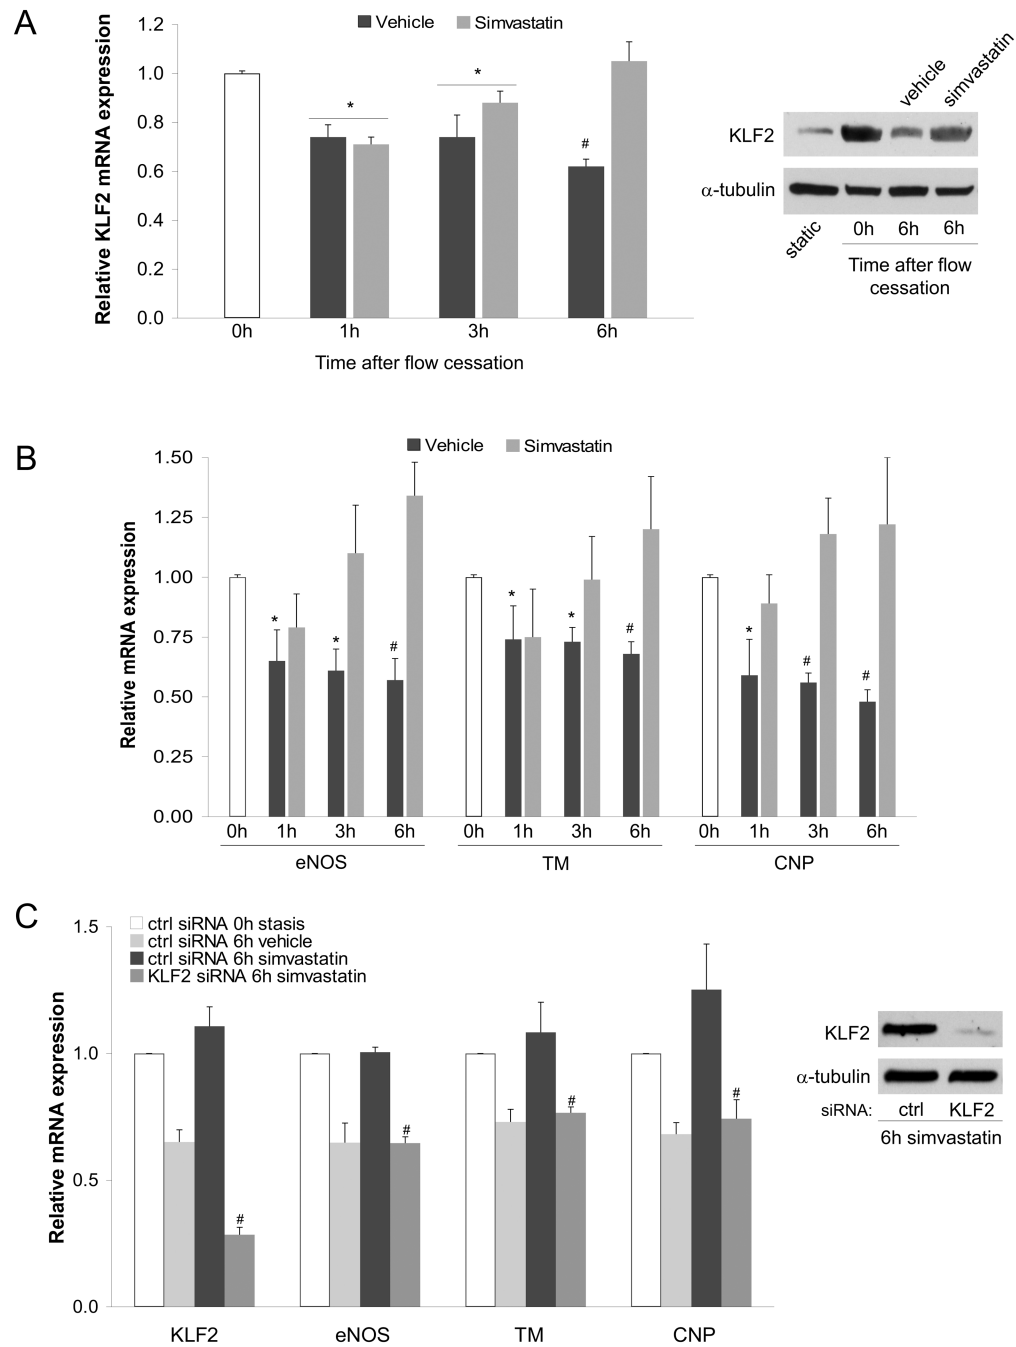 A
Relative KLF2 mRNA expression
Vehicle Simvastatin
1.2
1.0
0.8
0.6
0.4
0.2
0.0
*
*
#
0h 1h 3h 6h
Time after flow cessation
vehicle
simvastatin
KLF2
α-tubulin
static
0h 6h 6h
Time after flow
cessation
B
Relative mRNA expression
Vehicle Simvastatin
1.50
1.25
1.00
0.75
0.50
0.25
0.00
* * # * * # * # #
0h 1h 3h 6h 0h 1h 3h 6h 0h 1h 3h 6h
eNOS TM CNP
C
Relative mRNA expression
ctrl siRNA 0h stasis
ctrl siRNA 6h vehicle
ctrl siRNA 6h simvastatin
KLF2 siRNA 6h simvastatin
1.5
1.0
0.5
0.0
# # # #
KLF2 eNOS TM CNP
KLF2
α-tubulin
siRNA: ctrl KLF2
6h simvastatin